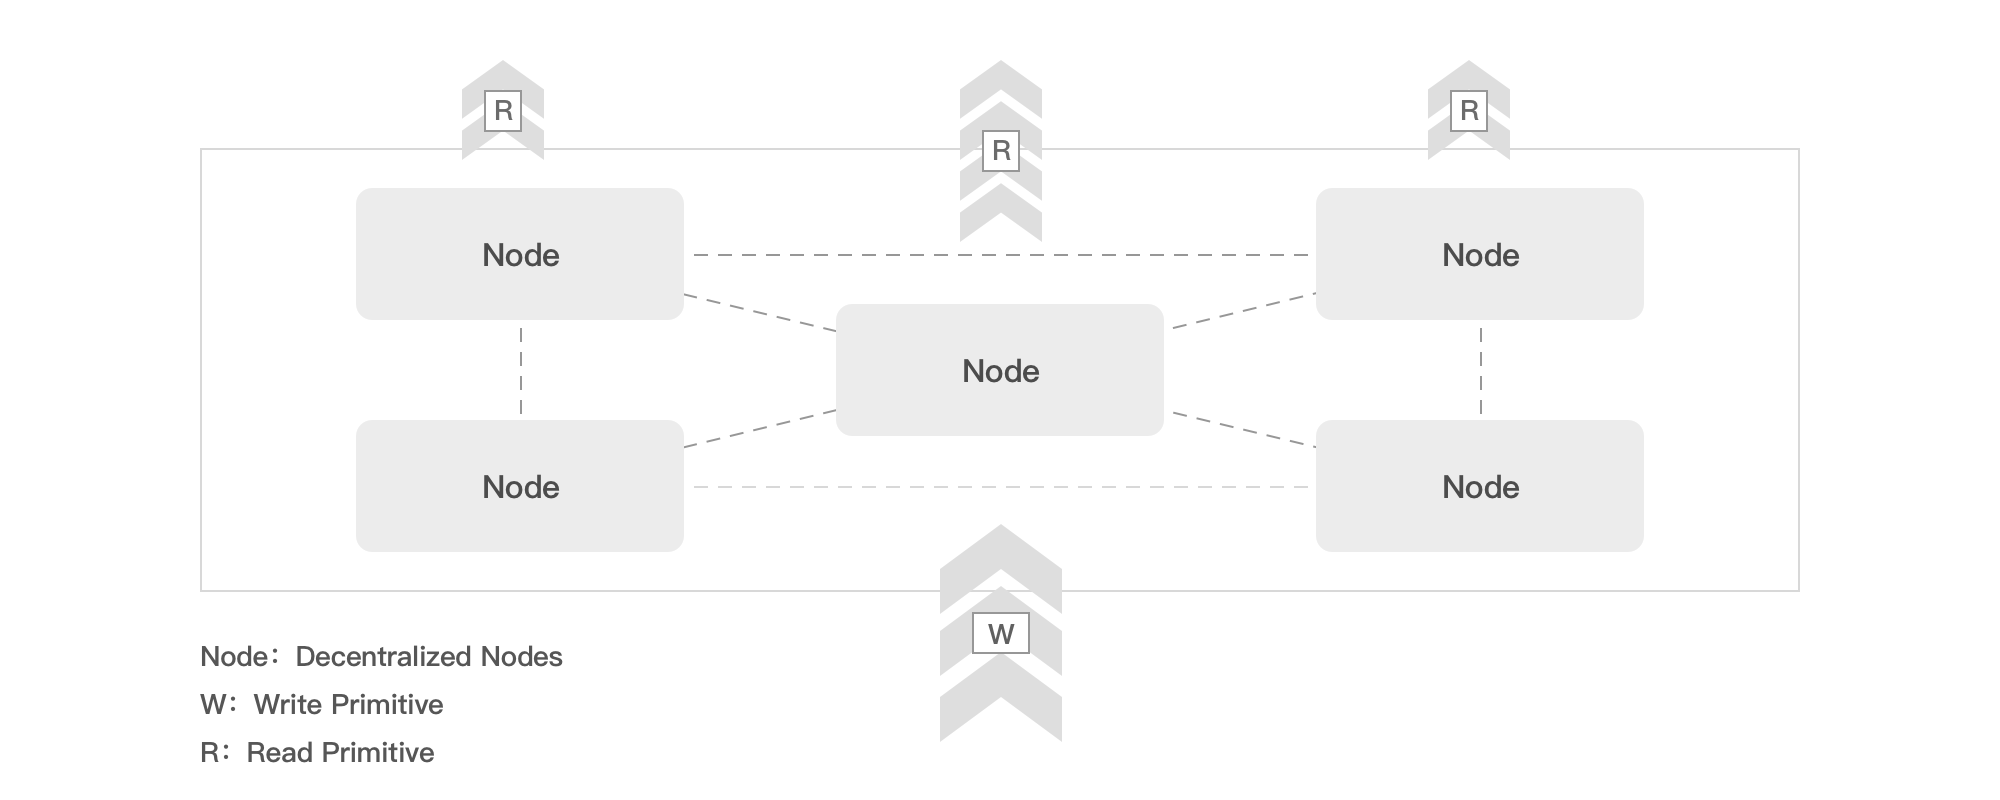 R
R
R
Node
Node
Node
Node
Node
W
Node：Decentralized Nodes
W：Write Primitive
R：Read Primitive